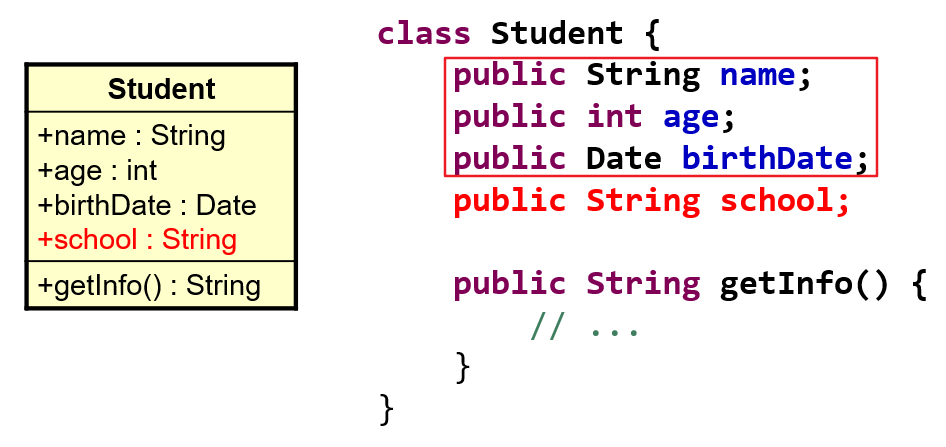 Student
+name : String
+age : int
+birthDate : Date
+school : String
+getInfo() : String
class Student {
public String name;
public int age;
public Date birthDate;
public String school;
public String getInfo() {
// ...
}
}